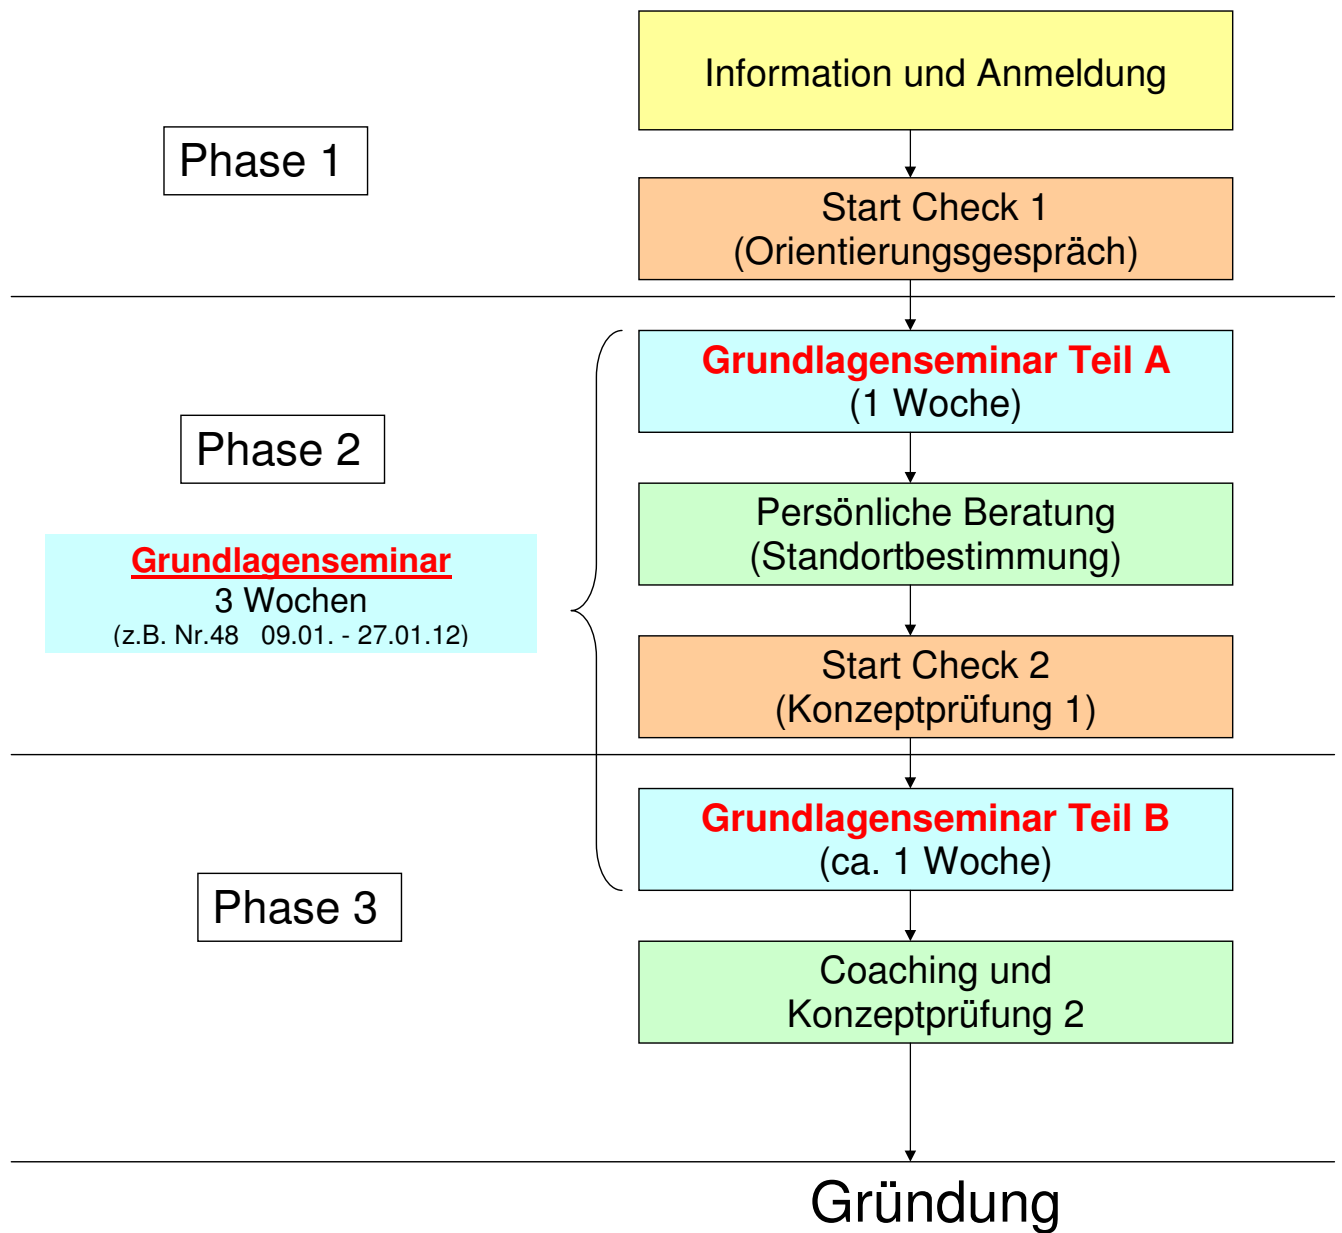 Information und Anmeldung
Phase 1
Start Check 1
(Orientierungsgespräch)
Grundlagenseminar Teil A
(1 Woche)
Phase 2
Persönliche Beratung
(Standortbestimmung)
Grundlagenseminar
3 Wochen
(z.B. Nr.48   09.01. - 27.01.12)
Start Check 2
(Konzeptprüfung 1)
Grundlagenseminar Teil B
(ca. 1 Woche)
Phase 3
Coaching und
Konzeptprüfung 2
Gründung